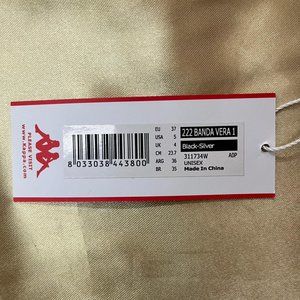 PLEASE VISIT
www.Kappa.com
8 033038 443800
EU 37
USA 5
UK 4
CM 23.7
ARG 36
BR 35
222 BANDA VERA 1
Black-Silver
311734W A0P
UNISEX
Made In China